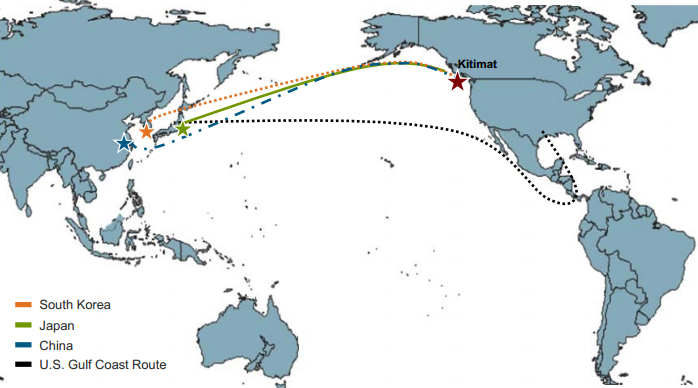 Kitimat
South Korea
Japan
China
U.S. Gulf Coast Route